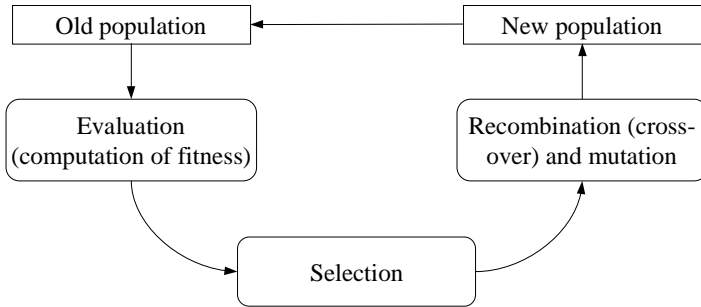 Old population
New population
Evaluation
(computation of fitness)
Recombination (cross-
over) and mutation
Selection